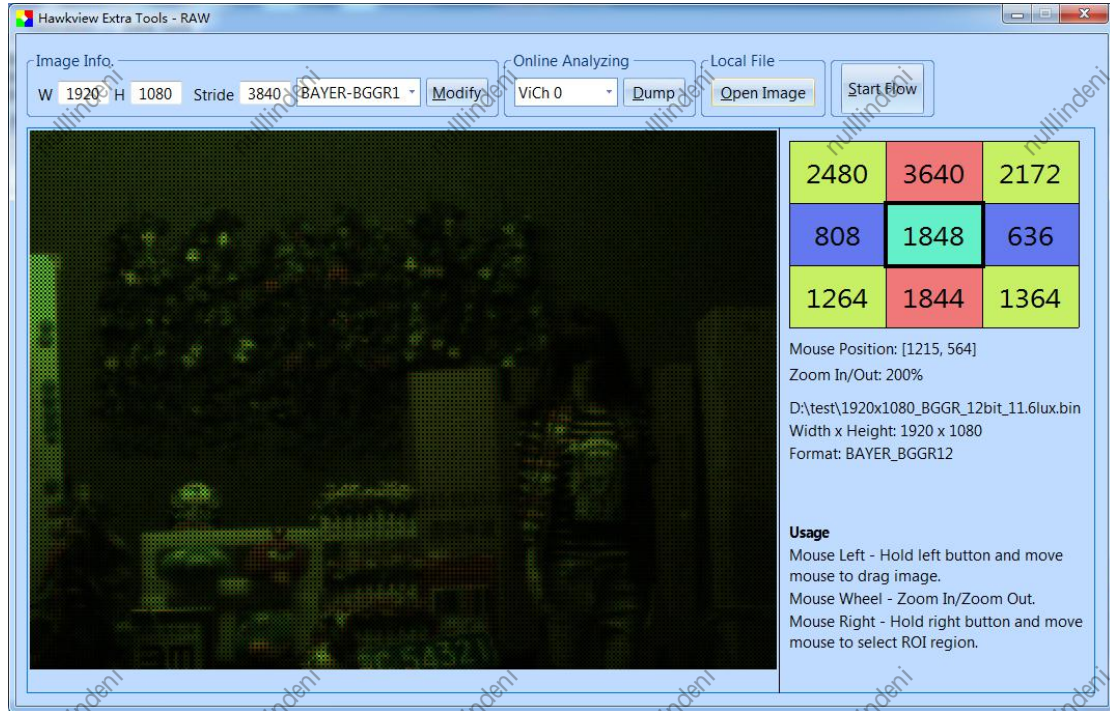 Hawkview Extra Tools - RAW
Image Info.
Online Analyzing
Local File
W 1920 H 1080 Stride 3840 BAYER-BGGR1 Modify ViCh 0 Dump Open Image Start Flow
2480 3640 2172
808 1848 636
1264 1844 1364
Mouse Position: [1215, 564]
Zoom In/Out: 200%
D:\test\1920x1080_BGGR_12bit_11.6lux.bin
Width x Height: 1920 x 1080
Format: BAYER_BGGR12
Usage
Mouse Left - Hold left button and move
mouse to drag image.
Mouse Wheel - Zoom In/Zoom Out.
Mouse Right - Hold right button and move
mouse to select ROI region.
nulllindeni